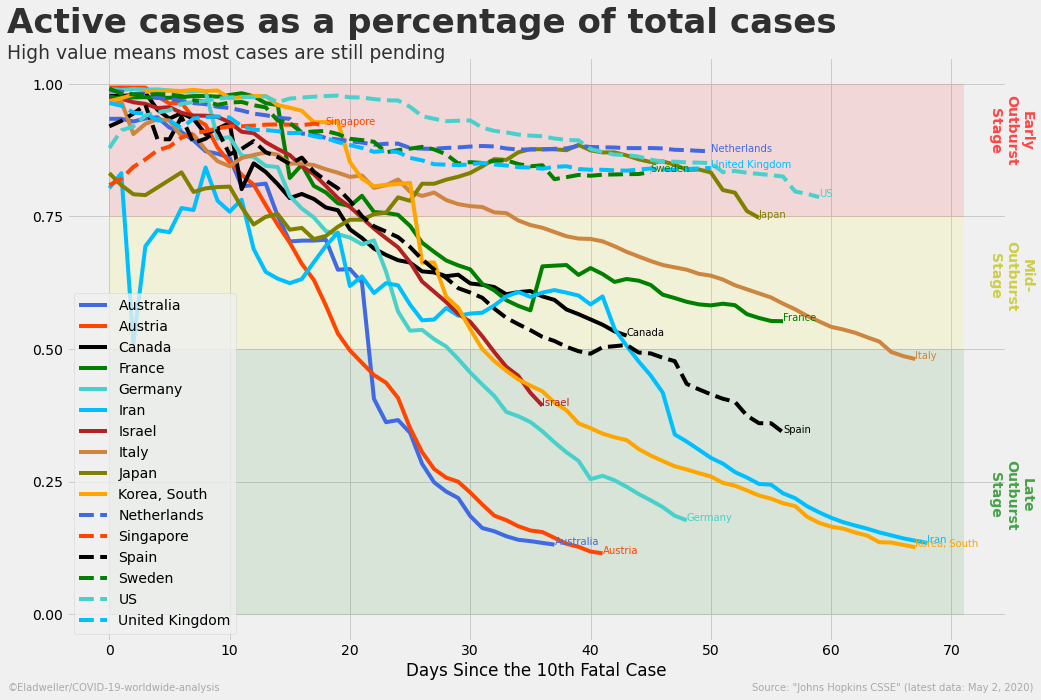 Active cases as a percentage of total cases
High value means most cases are still pending
1.00
0.75
0.50
0.25
0.00
Early
Outburst
Stage
Mid-
Outburst
Stage
Late
Outburst
Stage
Singapore
Netherlands
United Kingdom
Sweden
US
Japan
France
Canada
Italy
Israel
Spain
Germany
Australia
Austria
Iran
Korea, South
Australia
Austria
Canada
France
Germany
Iran
Israel
Italy
Japan
Korea, South
Netherlands
Singapore
Spain
Sweden
US
United Kingdom
0 10 20 30 40 50 60 70
Days Since the 10th Fatal Case
©Eladweller/COVID-19-worldwide-analysis
Source: "Johns Hopkins CSSE" (latest data: May 2, 2020)